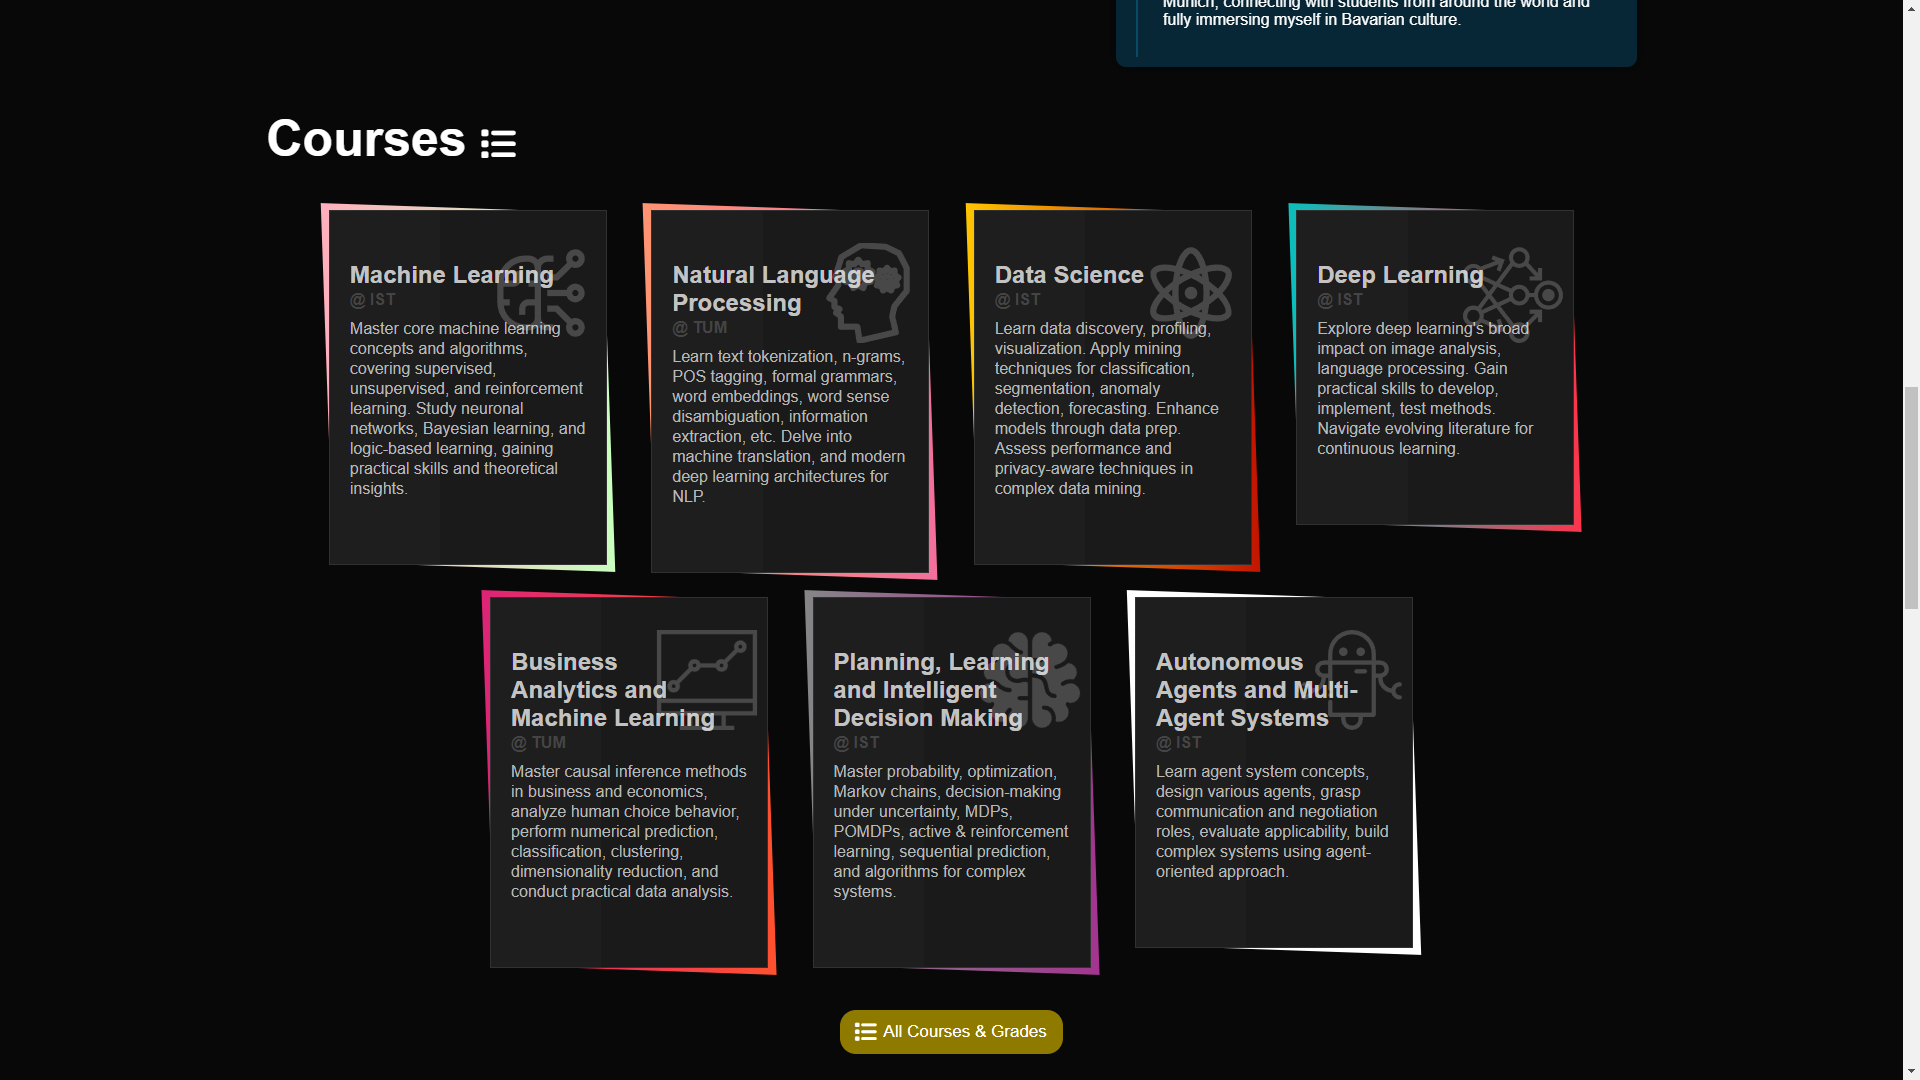 Munich, connecting with students from around the world and
fully immersing myself in Bavarian culture.
Courses
Machine Learning
@ IST
Master core machine learning
concepts and algorithms,
covering supervised,
unsupervised, and reinforcement
learning. Study neuronal
networks, Bayesian learning, and
logic-based learning, gaining
practical skills and theoretical
insights.
Natural Language
Processing
@ TUM
Learn text tokenization, n-grams,
POS tagging, formal grammars,
word embeddings, word sense
disambiguation, information
extraction, etc. Delve into
machine translation, and modern
deep learning architectures for
NLP.
Data Science
@ IST
Learn data discovery, profiling,
visualization. Apply mining
techniques for classification,
segmentation, anomaly
detection, forecasting. Enhance
models through data prep.
Assess performance and
privacy-aware techniques in
complex data mining.
Deep Learning
@ IST
Explore deep learning's broad
impact on image analysis,
language processing. Gain
practical skills to develop,
implement, test methods.
Navigate evolving literature for
continuous learning.
Business
Analytics and
Machine Learning
@ TUM
Master causal inference methods
in business and economics,
analyze human choice behavior,
perform numerical prediction,
classification, clustering,
dimensionality reduction, and
conduct practical data analysis.
Planning, Learning
and Intelligent
Decision Making
@ IST
Master probability, optimization,
Markov chains, decision-making
under uncertainty, MDPs,
POMDPs, active & reinforcement
learning, sequential prediction,
and algorithms for complex
systems.
Autonomous
Agents and Multi-
Agent Systems
@ IST
Learn agent system concepts,
design various agents, grasp
communication and negotiation
roles, evaluate applicability, build
complex systems using agent-
oriented approach.
All Courses & Grades